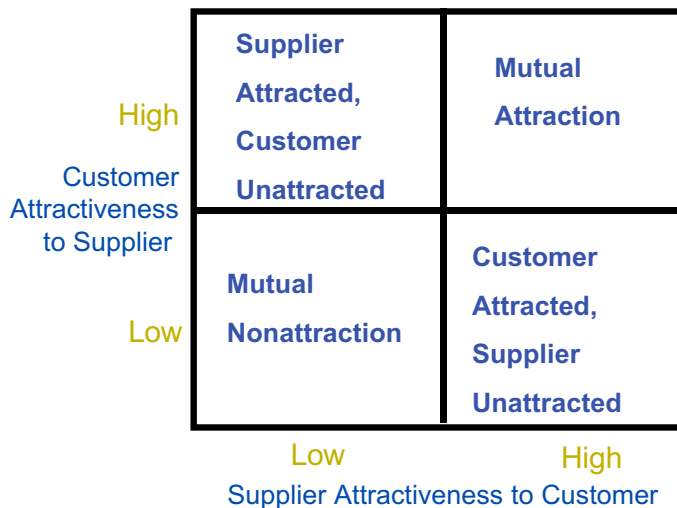 Supplier
Attracted,
Customer
Unattracted
Mutual
Attraction
High
Customer
Attractiveness
to Supplier
Low
Mutual
Nonattraction
Customer
Attracted,
Supplier
Unattracted
Low
High
Supplier Attractiveness to Customer